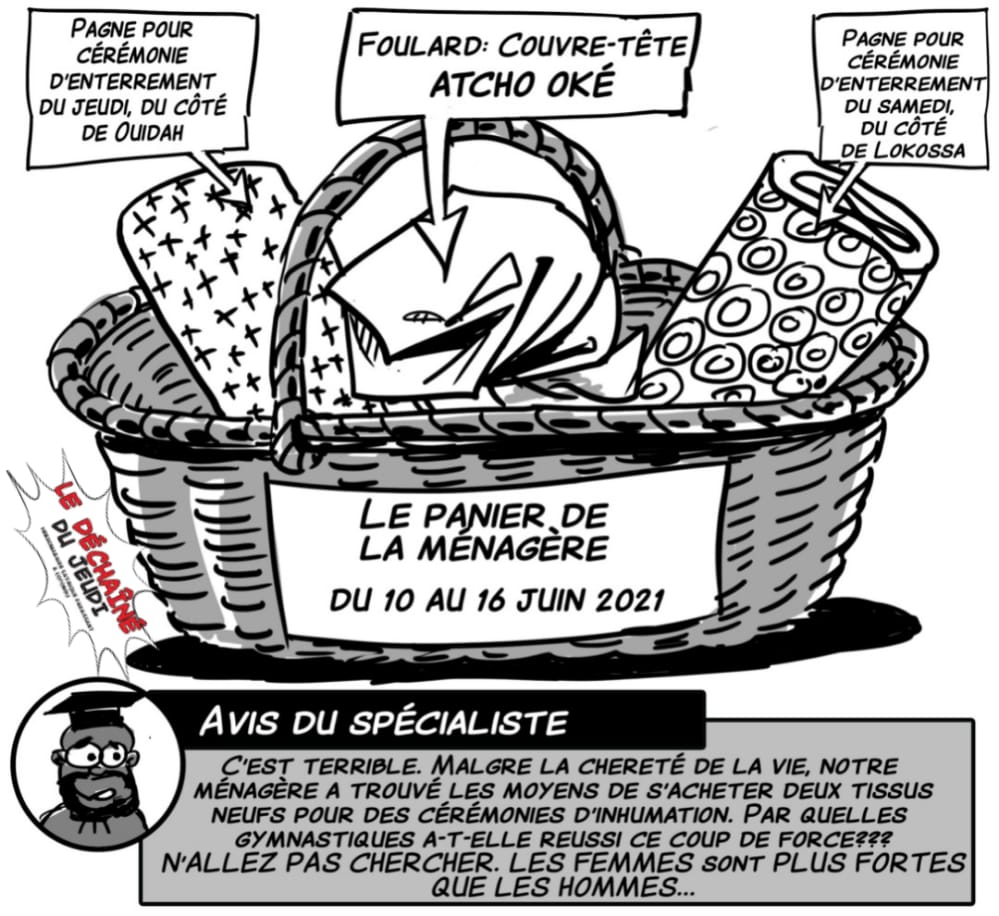 PAGNE POUR
CÉRÉMONIE
D'ENTERREMENT
DU JEUDI, DU CÔTÉ
DE OUIDAH
FOULARD: COUVRE-TÊTE
ATCHO OKÉ
PAGNE POUR
CÉRÉMONIE
D'ENTERREMENT
DU SAMEDI,
DU CÔTÉ
DE LOKOSSA
LE PANIER DE
LA MÉNAGÈRE
DU 10 AU 16 JUIN 2021
LE DÉCHAÎNÉ
DU JEUDI
AVIS DU SPÉCIALISTE
C'EST TERRIBLE. MALGRE LA CHERETÉ DE LA VIE, NOTRE
MÉNAGÈRE A TROUVÉ LES MOYENS DE S'ACHETER DEUX TISSUS
NEUFS POUR DES CÉRÉMONIES D'INHUMATION. PAR QUELLES
GYMNASTIQUES A-T-ELLE REUSSI CE COUP DE FORCE???
N'ALLEZ PAS CHERCHER. LES FEMMES SONT PLUS FORTES
QUE LES HOMMES...